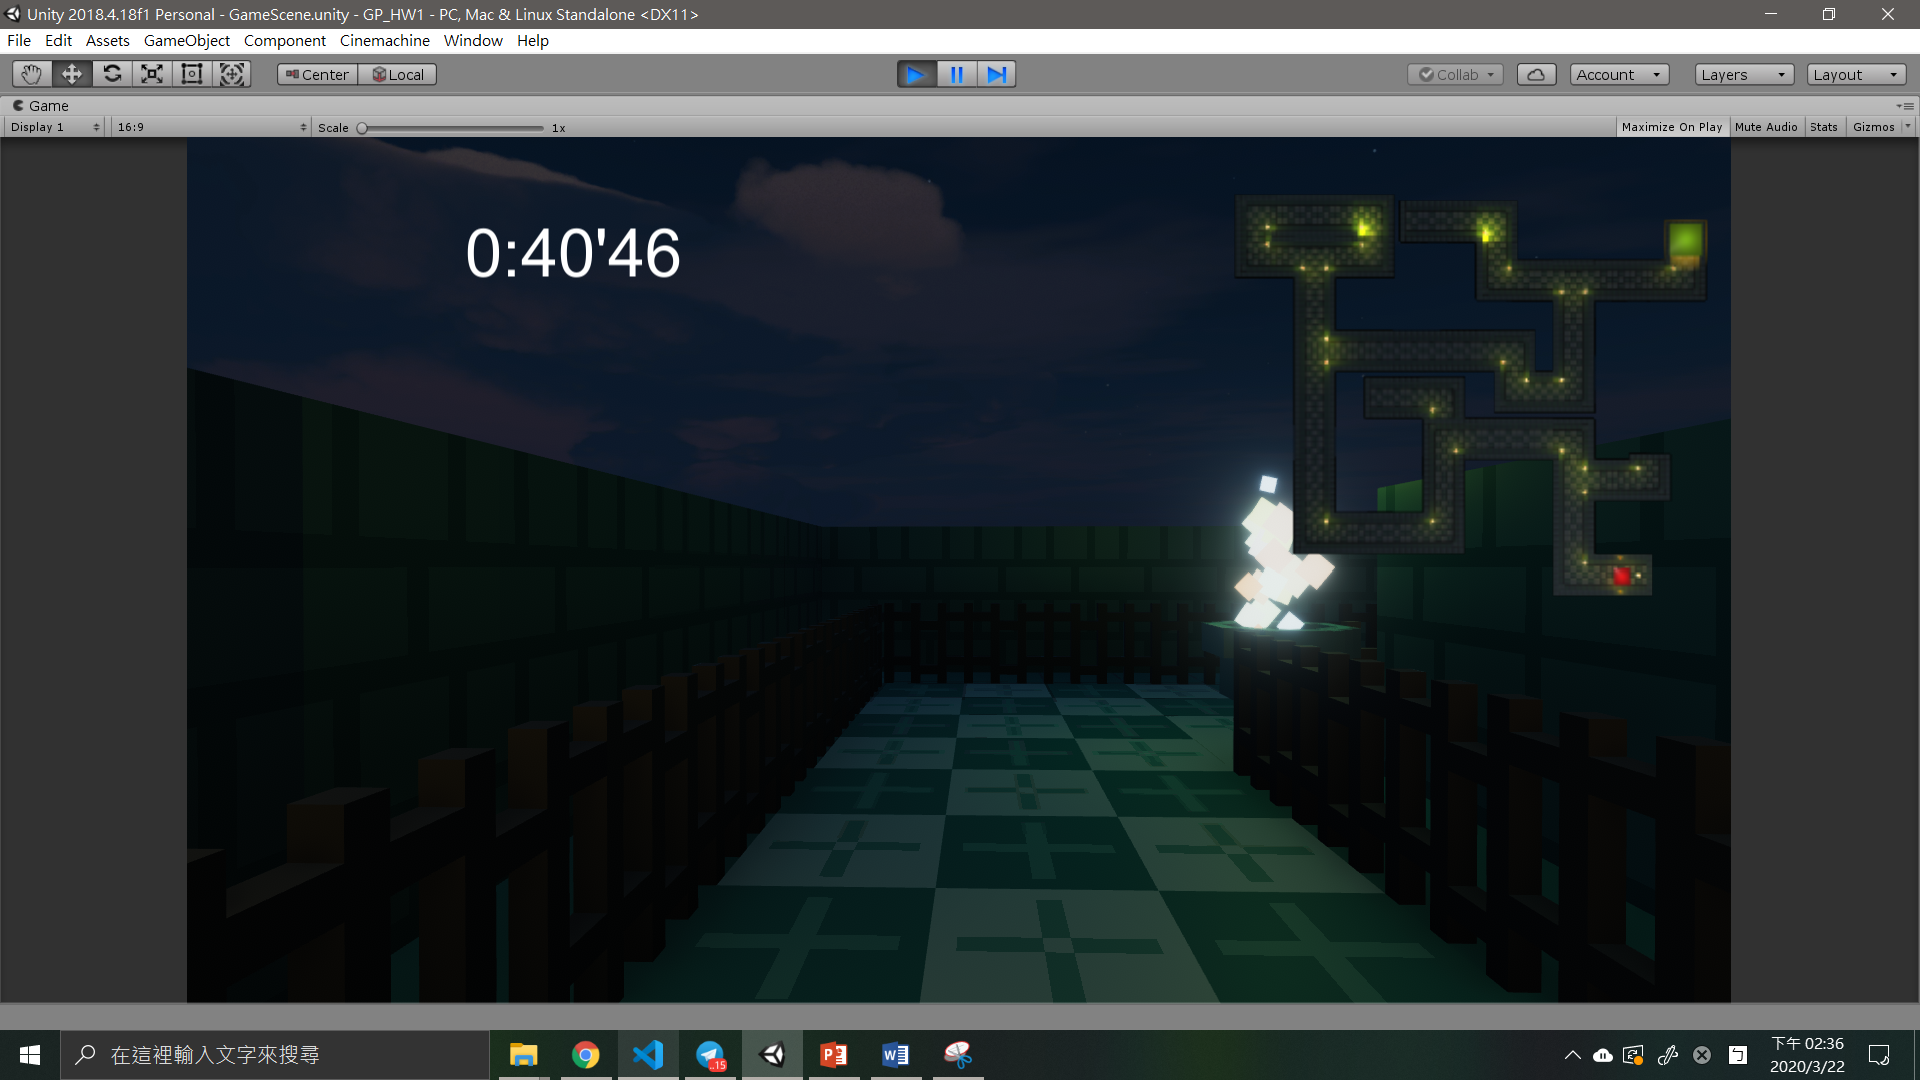 Unity 2018.4.18f1 Personal - GameScene.unity - GP_HW1 - PC, Mac & Linux Standalone <DX11>
File Edit Assets GameObject Component Cinemachine Window Help
Center Local Collab Account Layers Layout
Game
Display 1 16:9 Scale 1x Maximize On Play Mute Audio Stats Gizmos
0:40'46
在這裡輸入文字來搜尋
..15
下午 02:36
2020/3/22